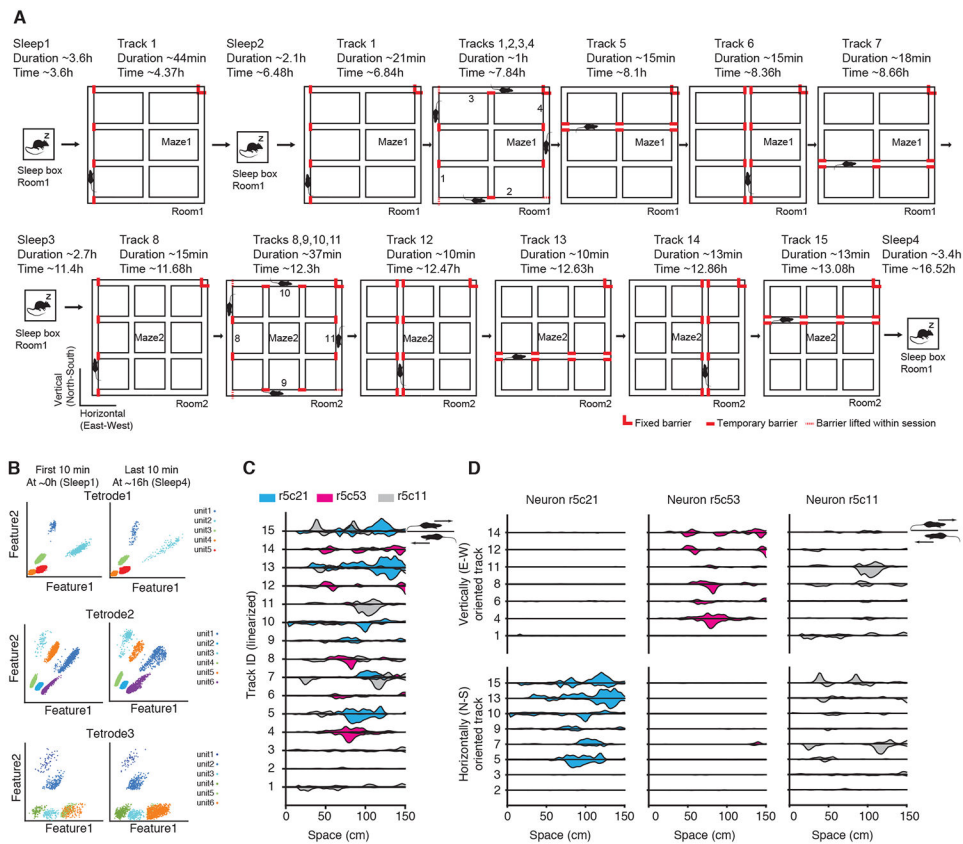 A
Sleep1
Duration ~3.6h
Time ~3.6h
Track 1
Duration ~44min
Time ~4.37h
Sleep2
Duration ~2.1h
Time ~6.48h
Track 1
Duration ~21min
Time ~6.84h
Tracks 1,2,3,4
Duration ~1h
Time ~7.84h
Track 5
Duration ~15min
Time ~8.1h
Track 6
Duration ~15min
Time ~8.36h
Track 7
Duration ~18min
Time ~8.66h
z
Sleep box
Room1
Maze1
z
Sleep box
Room1
Maze1
3
4
Maze1
1
2
Maze1
Maze1
Maze1
Room1
Room1
Room1
Room1
Room1
Room1
Sleep3
Duration ~2.7h
Time ~11.4h
Track 8
Duration ~15min
Time ~11.68h
Tracks 8,9,10,11
Duration ~37min
Time ~12.3h
Track 12
Duration ~10min
Time ~12.47h
Track 13
Duration ~10min
Time ~12.63h
Track 14
Duration ~13min
Time ~12.86h
Track 15
Duration ~13min
Time ~13.08h
Sleep4
Duration ~3.4h
Time ~16.52h
z
Sleep box
Room1
Maze2
10
8
Maze2
11
9
Maze2
Maze2
Maze2
Maze2
z
Sleep box
Room1
Room2
Room2
Room2
Room2
Room2
Room2
Vertical
(North-South)
Horizontal
(East-West)
Fixed barrier
Temporary barrier
Barrier lifted within session
B
First 10 min
At ~0h (Sleep1)
Last 10 min
At ~16h (Sleep4)
Tetrode1
Feature2
Feature1
Feature1
unit1
unit2
unit3
unit4
unit5
Tetrode2
Feature2
Feature1
Feature1
unit1
unit2
unit3
unit4
unit5
unit6
Tetrode3
Feature2
Feature1
Feature1
unit1
unit2
unit3
unit4
unit5
unit6
C
r5c21
r5c53
r5c11
Track ID (linearized)
15
14
13
12
11
10
9
8
7
6
5
4
3
2
1
0
50
100
150
Space (cm)
D
Neuron r5c21
Neuron r5c53
Neuron r5c11
Vertically (E-W)
oriented track
14
12
11
8
6
4
1
Horizontally (N-S)
oriented track
15
13
10
9
7
5
3
2
0
50
100
150
Space (cm)
0
50
100
150
Space (cm)
0
50
100
150
Space (cm)